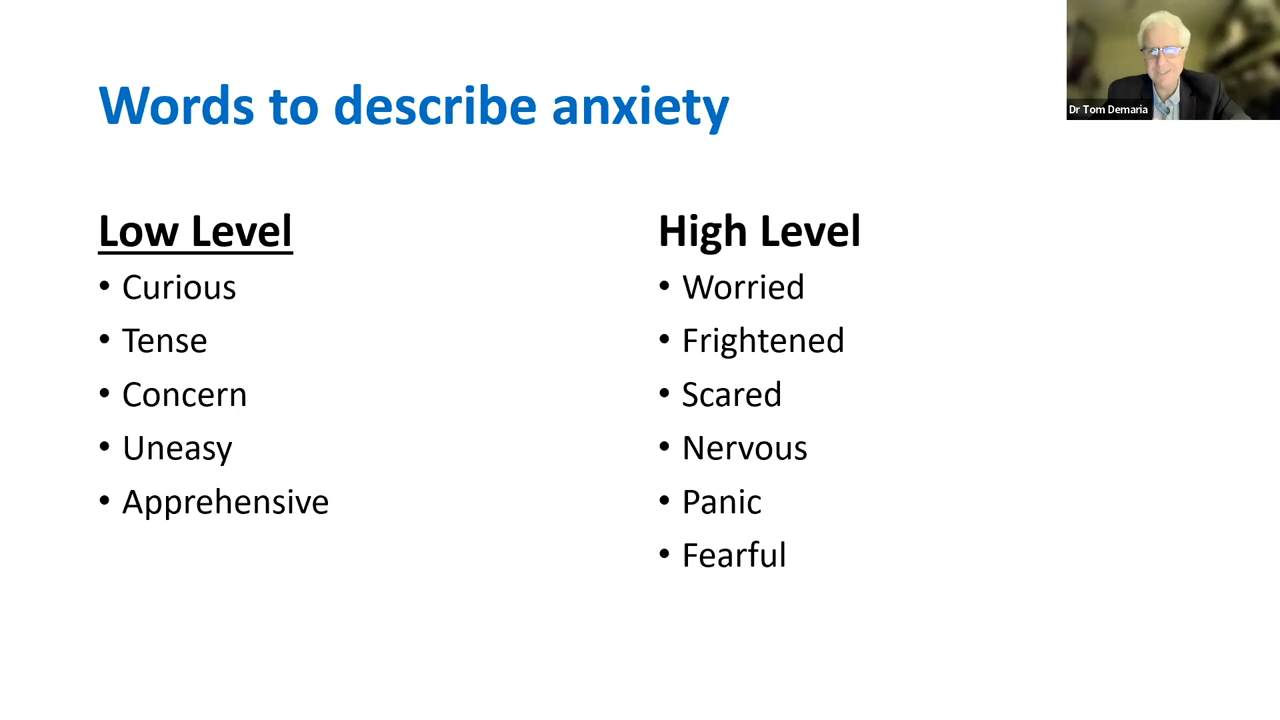 Words to describe anxiety
Dr Tom Demaria
Low Level
• Curious
• Tense
• Concern
• Uneasy
• Apprehensive
High Level
• Worried
• Frightened
• Scared
• Nervous
• Panic
• Fearful